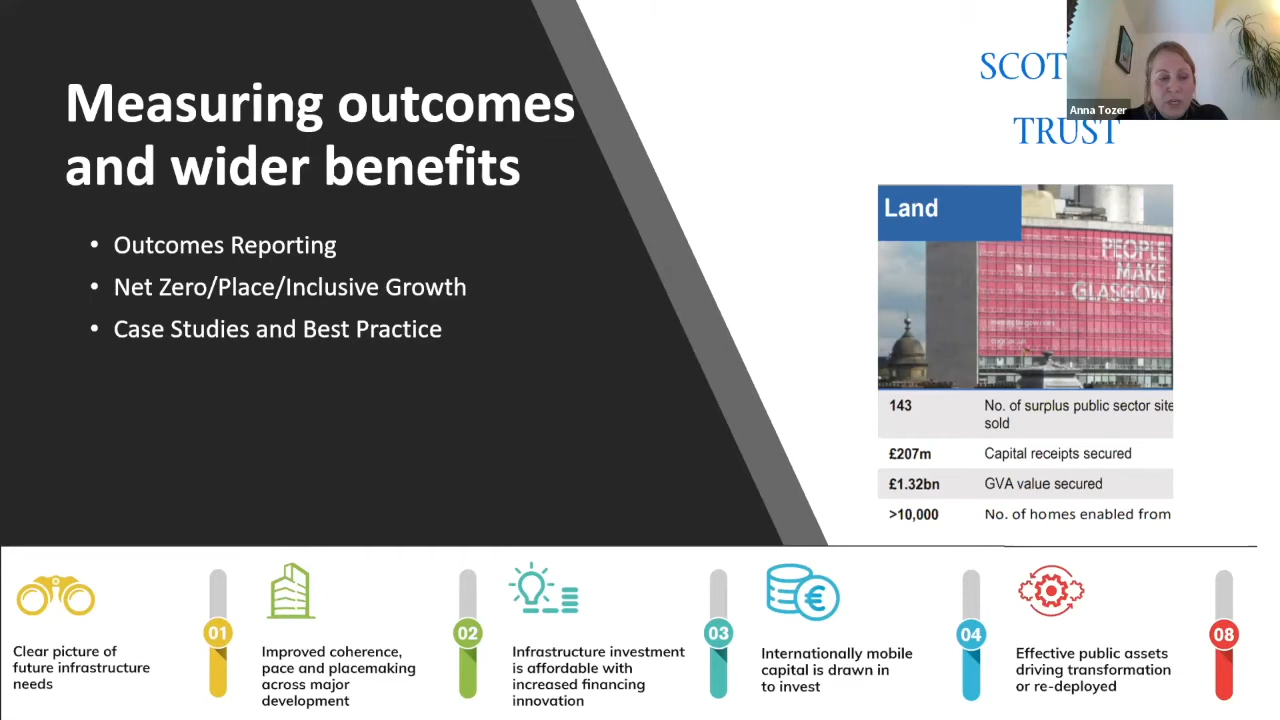 Measuring outcomes
and wider benefits
• Outcomes Reporting
• Net Zero/Place/Inclusive Growth
• Case Studies and Best Practice
SCOT
TRUST
Anna Tozer
Land
PEOPLE
MAKE
GLASGOW
143 No. of surplus public sector site
sold
£207m Capital receipts secured
£1.32bn GVA value secured
>10,000 No. of homes enabled from
Clear picture of
future infrastructure
needs
01
Improved coherence,
pace and placemaking
across major
development
02
Infrastructure investment
is affordable with
increased financing
innovation
03
€
Internationally mobile
capital is drawn in
to invest
04
Effective public assets
driving transformation
or re-deployed
08